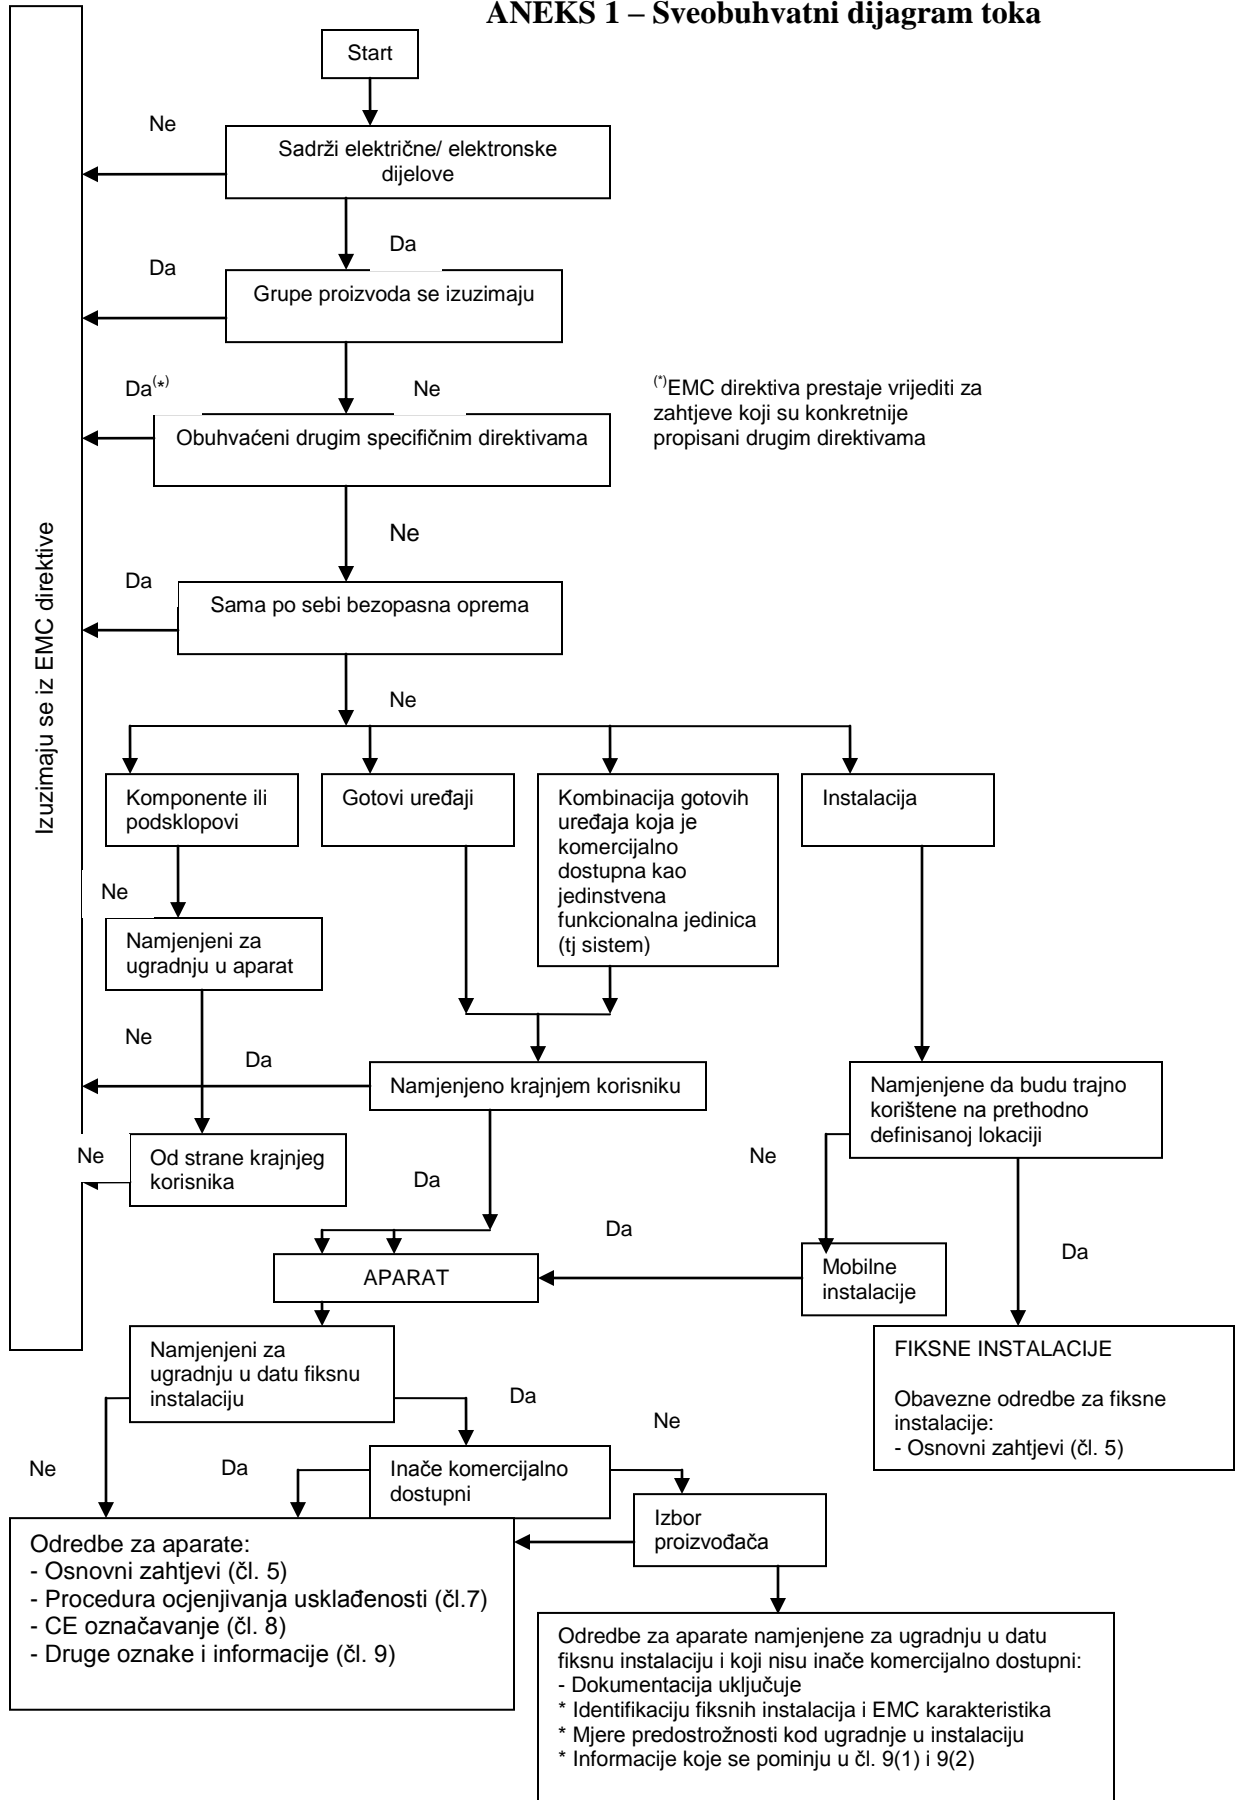 ANEKS 1 – Sveobuhvatni dijagram toka
Start
Ne
Sadrži električne/ elektronske
dijelove
Da
Da
Grupe proizvoda se izuzimaju
Da(*)
Ne
(*)EMC direktiva prestaje vrijediti za
zahtjeve koji su konkretnije
propisani drugim direktivama
Obuhvaćeni drugim specifičnim direktivama
Ne
Da
Sama po sebi bezopasna oprema
Izuzimaju se iz EMC direktive
Ne
Komponente ili
podsklopovi
Gotovi uređaji
Kombinacija gotovih
uređaja koja je
komercijalno
dostupna kao
jedinstvena
funkcionalna jedinica
(tj sistem)
Instalacija
Ne
Namjenjeni za
ugradnju u aparat
Ne
Da
Namjenjeno krajnjem korisniku
Namjenjene da budu trajno
korištene na prethodno
definisanoj lokaciji
Ne
Od strane krajnjeg
korisnika
Ne
Da
Da
Da
APARAT
Mobilne
instalacije
Namjenjeni za
ugradnju u datu fiksnu
instalaciju
FIKSNE INSTALACIJE
Obavezne odredbe za fiksne
instalacije:
- Osnovni zahtjevi (čl. 5)
Da
Ne
Ne
Da
Inače komercijalno
dostupni
Izbor
proizvođača
Odredbe za aparate:
- Osnovni zahtjevi (čl. 5)
- Procedura ocjenjivanja usklađenosti (čl.7)
- CE označavanje (čl. 8)
- Druge oznake i informacije (čl. 9)
Odredbe za aparate namjenjene za ugradnju u datu
fiksnu instalaciju i koji nisu inače komercijalno dostupni:
- Dokumentacija uključuje
* Identifikaciju fiksnih instalacija i EMC karakteristika
* Mjere predostrožnosti kod ugradnje u instalaciju
* Informacije koje se pominju u čl. 9(1) i 9(2)